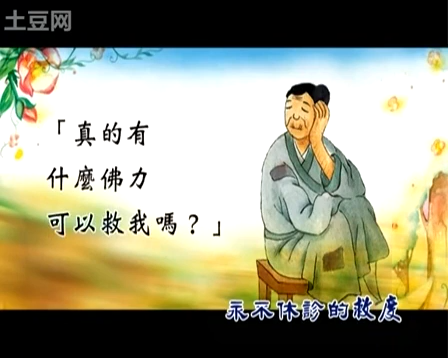 土豆网
「真的有
什麼佛力
可以救我嗎？」
永不休診的救度